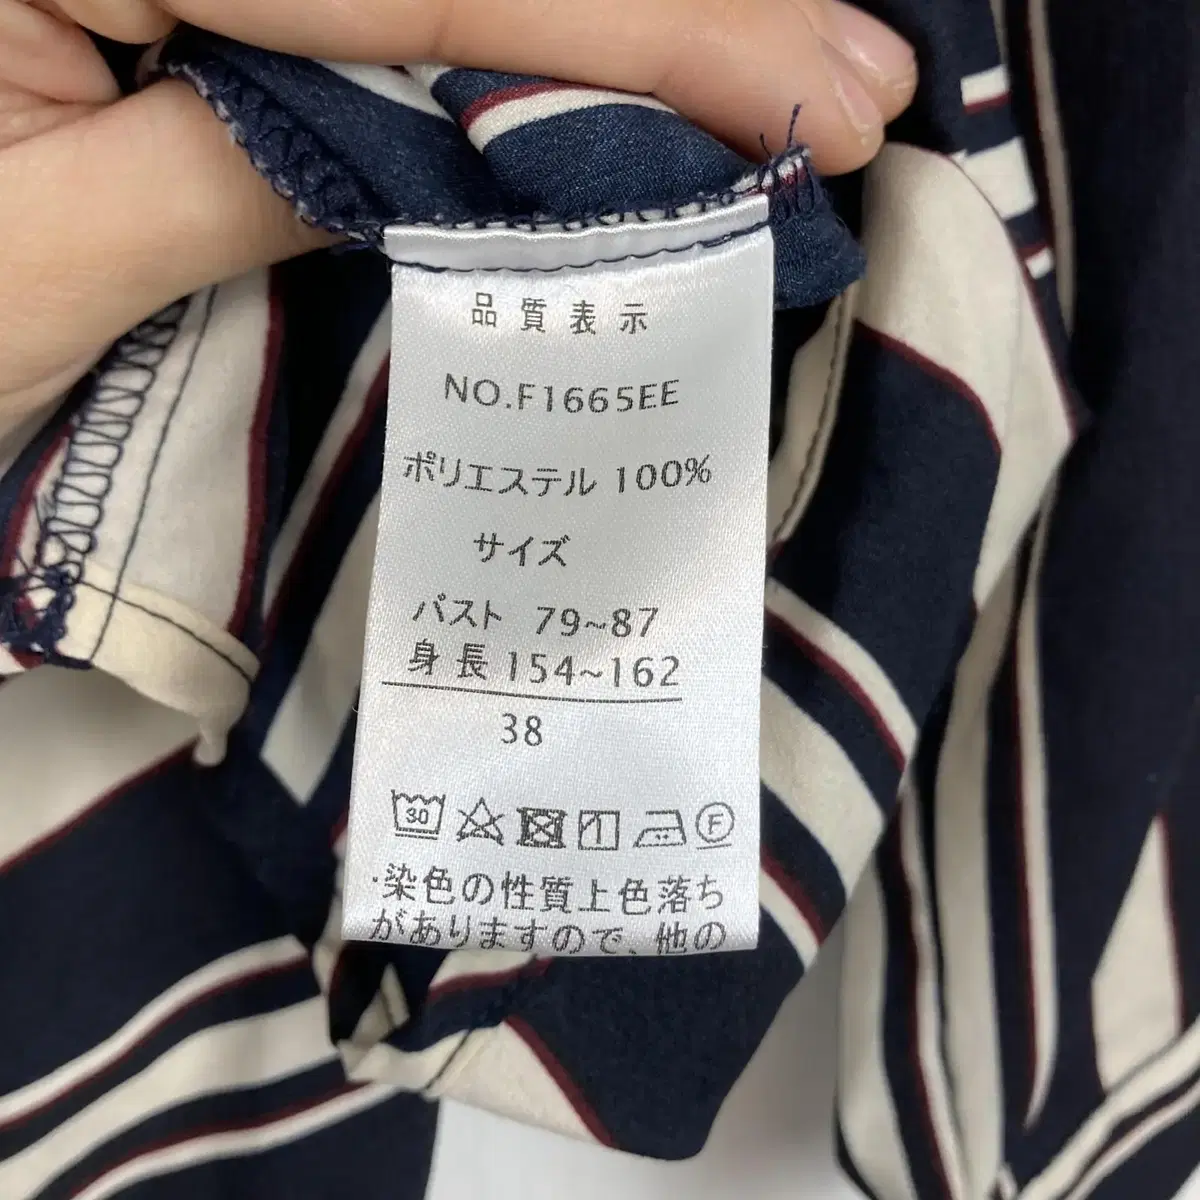 品質表示
NO.F1665EE
ポリエステル 100%
サイズ
バスト 79~87
身長 154~162
38
30 F
・染色の性質上色落ち
がありますので、他の